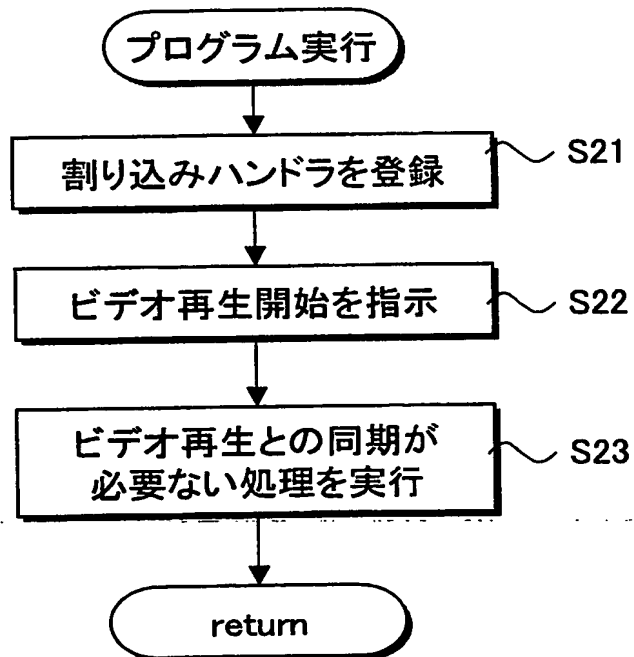 プログラム実行
割り込みハンドラを登録
S21
ビデオ再生開始を指示
S22
ビデオ再生との同期が
必要ない処理を実行
S23
return